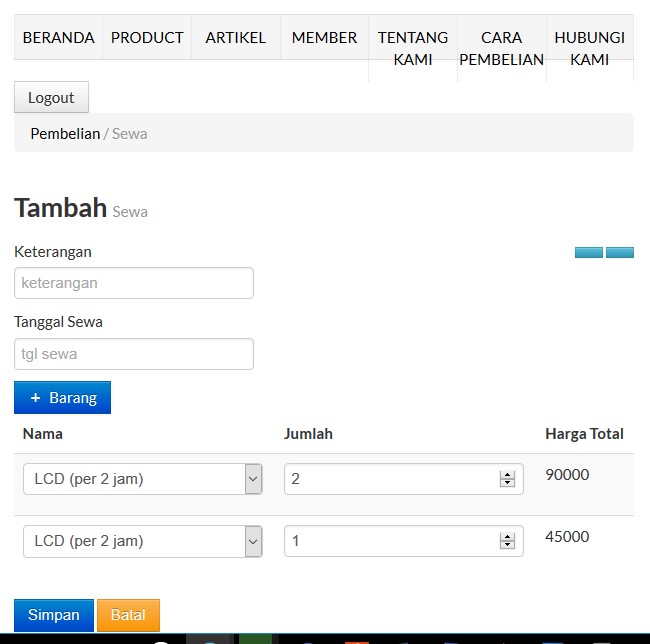 BERANDA PRODUCT ARTIKEL MEMBER TENTANG KAMI CARA PEMBELIAN HUBUNGI KAMI
Logout
Pembelian / Sewa
Tambah Sewa
Keterangan
keterangan
Tanggal Sewa
tgl sewa
+ Barang
Nama Jumlah Harga Total
LCD (per 2 jam) 2 90000
LCD (per 2 jam) 1 45000
Simpan Batal